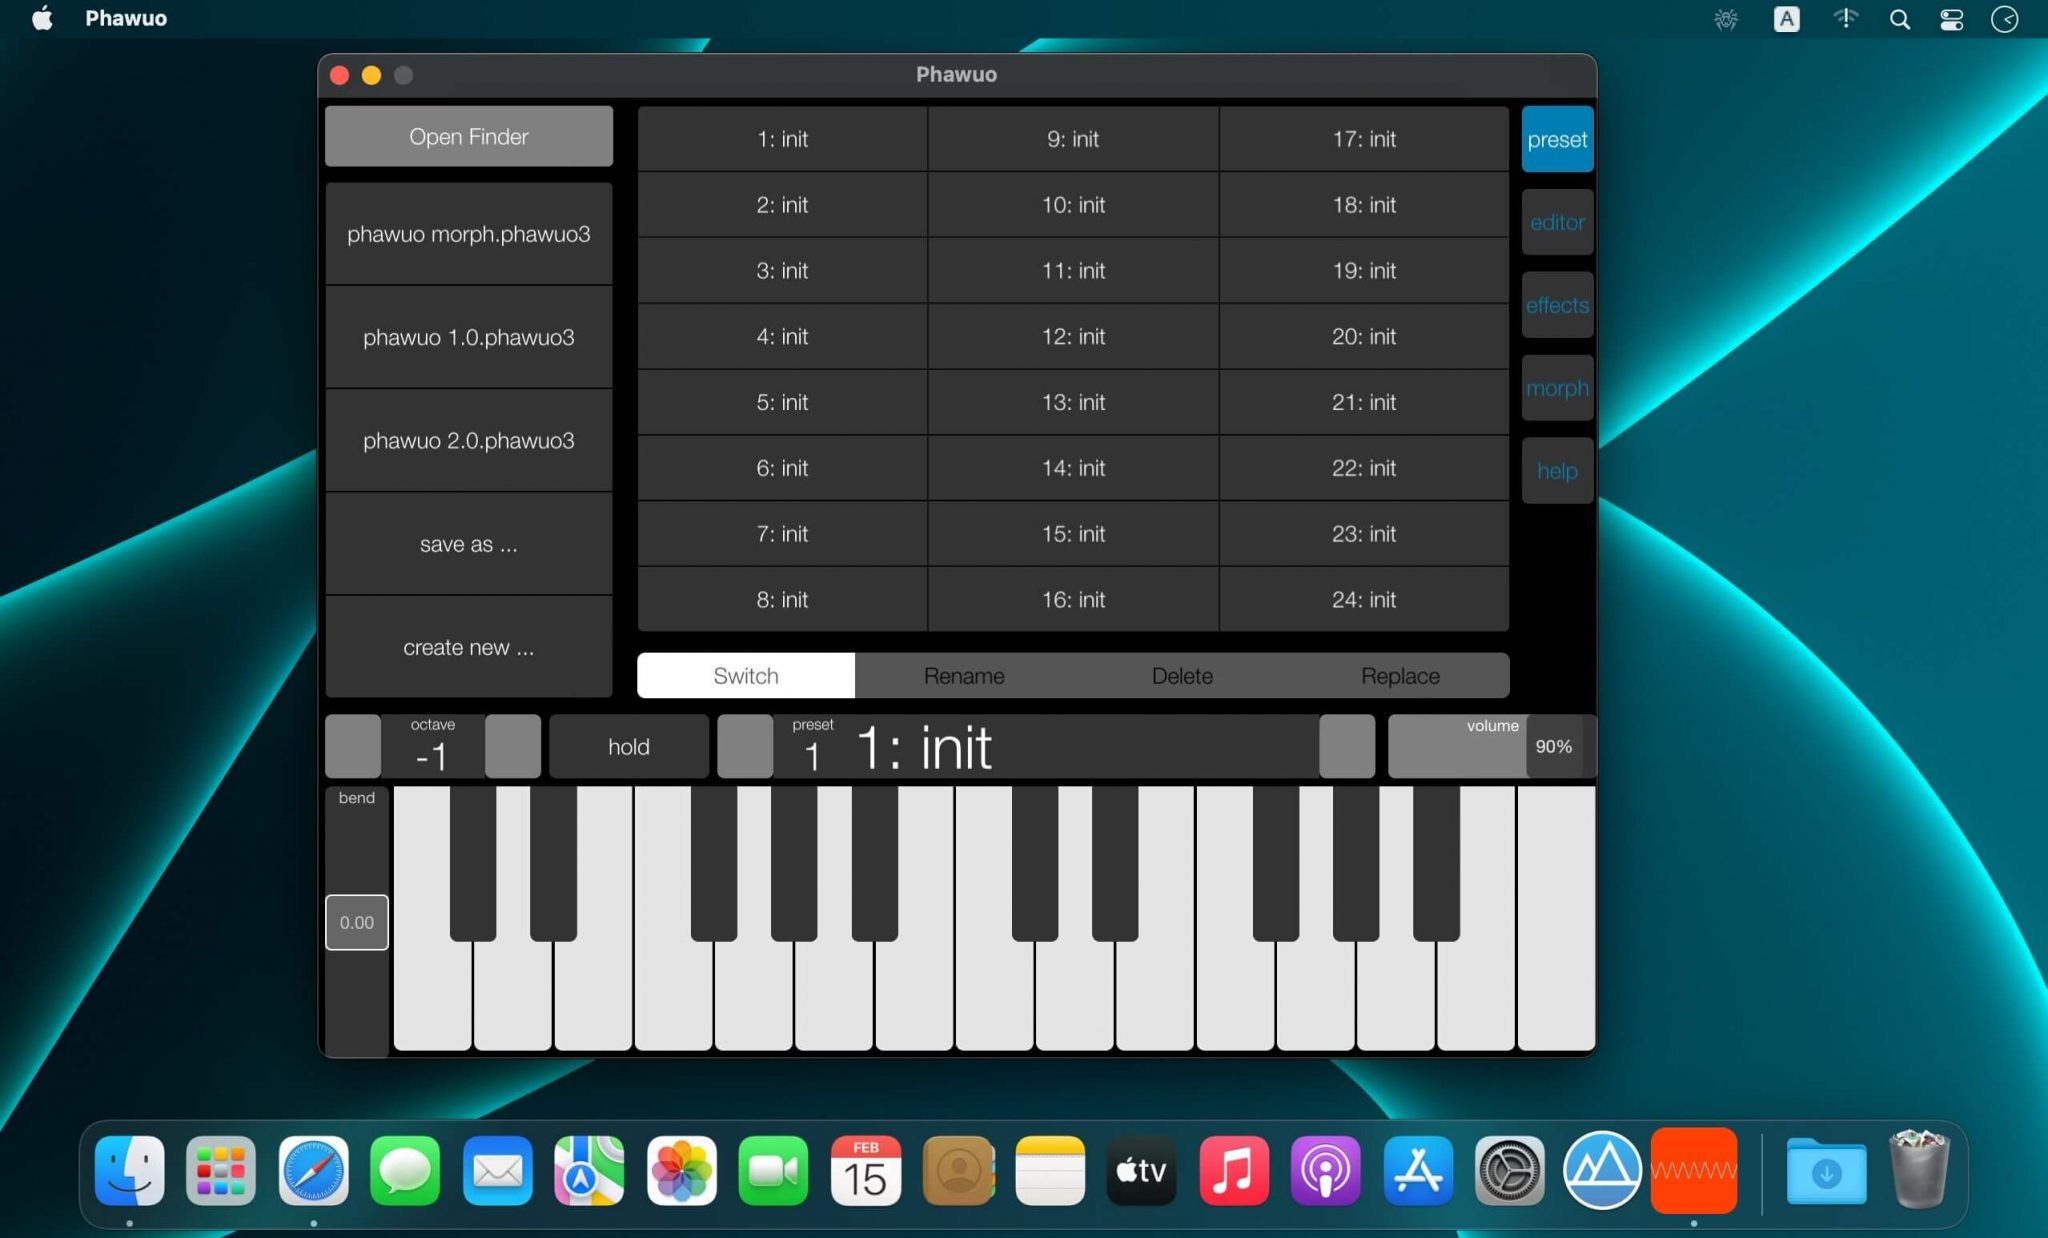 Phawuo
A
Phawuo
Open Finder
phawuo morph.phawuo3
phawuo 1.0.phawuo3
phawuo 2.0.phawuo3
save as ...
create new ...
1: init
9: init
17: init
2: init
10: init
18: init
3: init
11: init
19: init
4: init
12: init
20: init
5: init
13: init
21: init
6: init
14: init
22: init
7: init
15: init
23: init
8: init
16: init
24: init
Switch
Rename
Delete
Replace
preset
editor
effects
morph
help
octave
-1
hold
preset
1
1: init
volume
90%
bend
0.00
FEB
15
tv